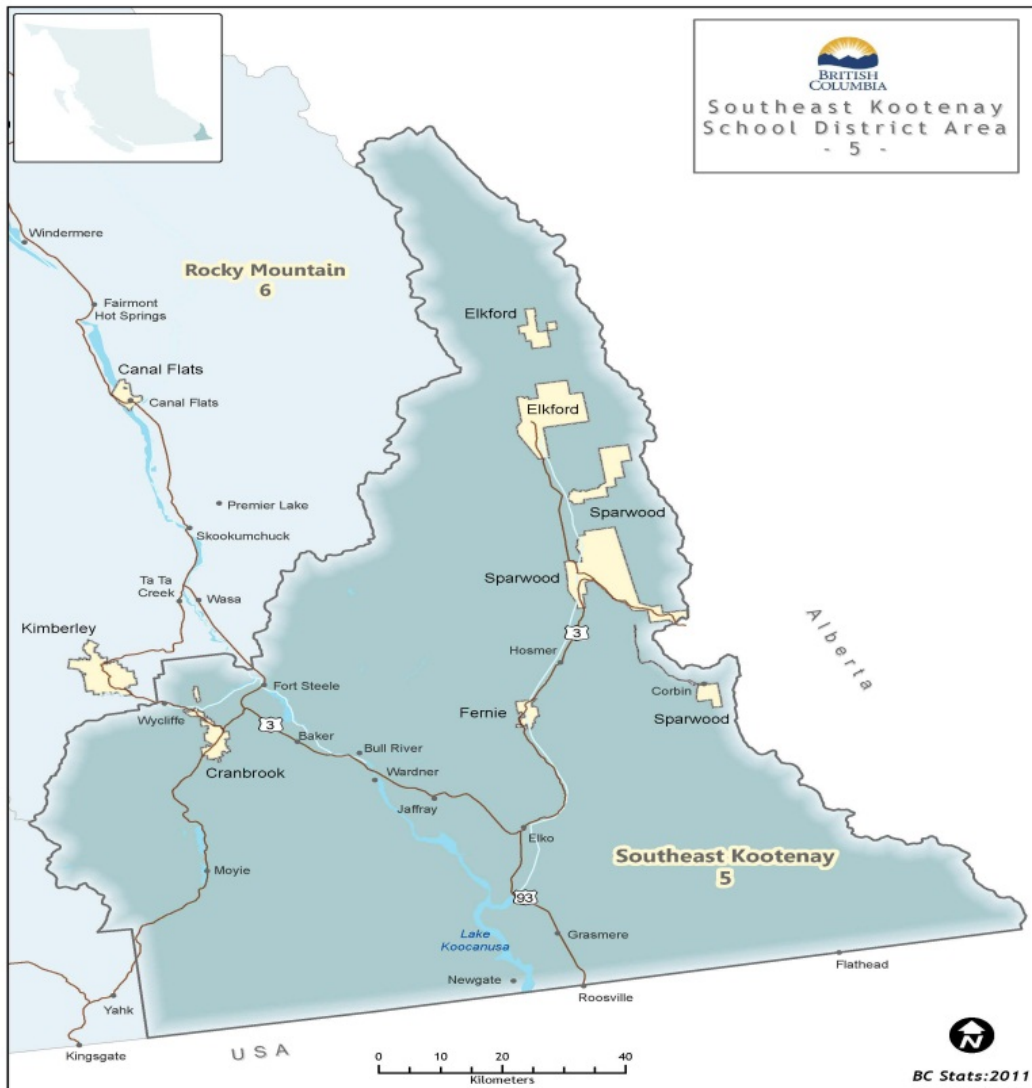 BRITISH
COLUMBIA
Southeast Kootenay
School District Area
- 5 -
Windermere
Rocky Mountain
6
Fairmont
Hot Springs
Elkford
Canal Flats
Canal Flats
Elkford
Premier Lake
Sparwood
Skookumchuck
Sparwood
Ta Ta
Creek
Wasa
Kimberley
Alberta
3
Hosmer
Fort Steele
Corbin
Wycliffe
Fernie
Sparwood
3
Baker
Bull River
Cranbrook
Wardner
Jaffray
Elko
Southeast Kootenay
5
Moyie
93
Lake
Koocanusa
Grasmere
Flathead
Newgate
Roosville
Yahk
Kingsgate
USA
N
0 10 20 40
Kilometers
BC Stats:2011